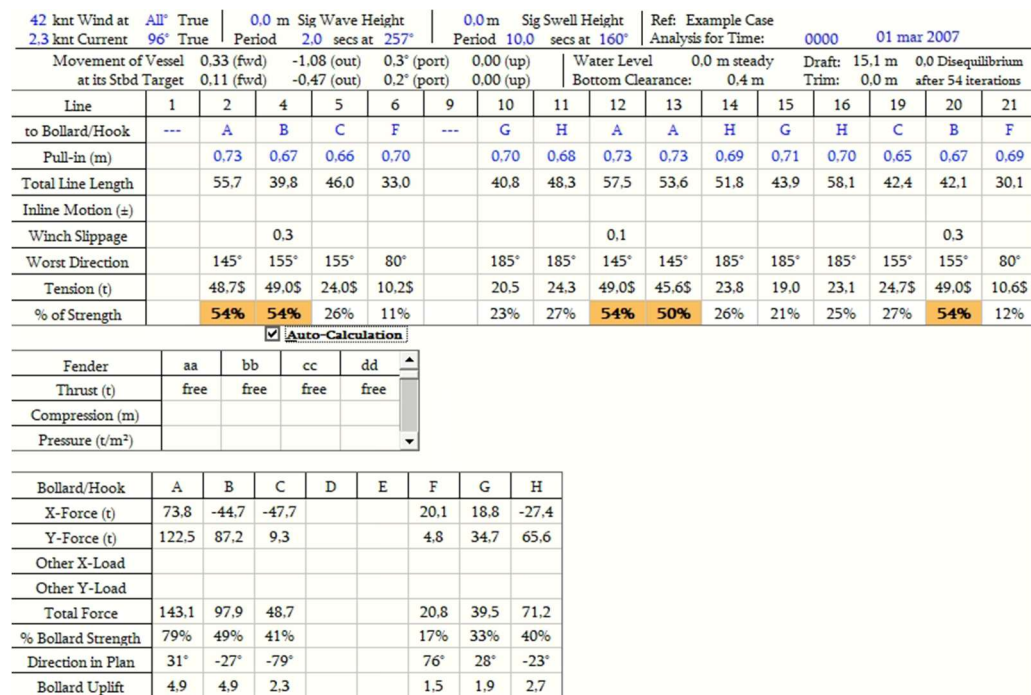 42 knt Wind at All° True 0,0 m Sig Wave Height 0,0 m Sig Swell Height Ref: Example Case
2,3 knt Current 96° True Period 2,0 secs at 257° Period 10,0 secs at 160° Analysis for Time: 0000 01 mar 2007
Movement of Vessel 0,33 (fwd) -1,08 (out) 0,3° (port) 0,00 (up) Water Level 0,0 m steady Draft: 15,1 m 0,0 Disequilibrium
at its Stbd Target 0,11 (fwd) -0,47 (out) 0,2° (port) 0,00 (up) Bottom Clearance: 0,4 m Trim: 0,0 m after 54 iterations
Line 1 2 4 5 6 9 10 11 12 13 14 15 16 19 20 21
to Bollard/Hook --- A B C F --- G H A A H G H C B F
Pull-in (m) 0,73 0,67 0,66 0,70 0,70 0,68 0,73 0,73 0,69 0,71 0,70 0,65 0,67 0,69
Total Line Length 55,7 39,8 46,0 33,0 40,8 48,3 57,5 53,6 51,8 43,9 58,1 42,4 42,1 30,1
Inline Motion (±)
Winch Slippage 0,3 0,1 0,3
Worst Direction 145° 155° 155° 80° 185° 185° 145° 145° 185° 185° 185° 155° 155° 80°
Tension (t) 48,7$ 49,0$ 24,0$ 10,2$ 20,5 24,3 49,0$ 45,6$ 23,8 19,0 23,1 24,7$ 49,0$ 10,6$
% of Strength 54% 54% 26% 11% 23% 27% 54% 50% 26% 21% 25% 27% 54% 12%
Auto-Calculation
Fender aa bb cc dd
Thrust (t) free free free free
Compression (m)
Pressure (t/m²)
Bollard/Hook A B C D E F G H
X-Force (t) 73,8 -44,7 -47,7 20,1 18,8 -27,4
Y-Force (t) 122,5 87,2 9,3 4,8 34,7 65,6
Other X-Load
Other Y-Load
Total Force 143,1 97,9 48,7 20,8 39,5 71,2
% Bollard Strength 79% 49% 41% 17% 33% 40%
Direction in Plan 31° -27° -79° 76° 28° -23°
Bollard Uplift 4,9 4,9 2,3 1,5 1,9 2,7